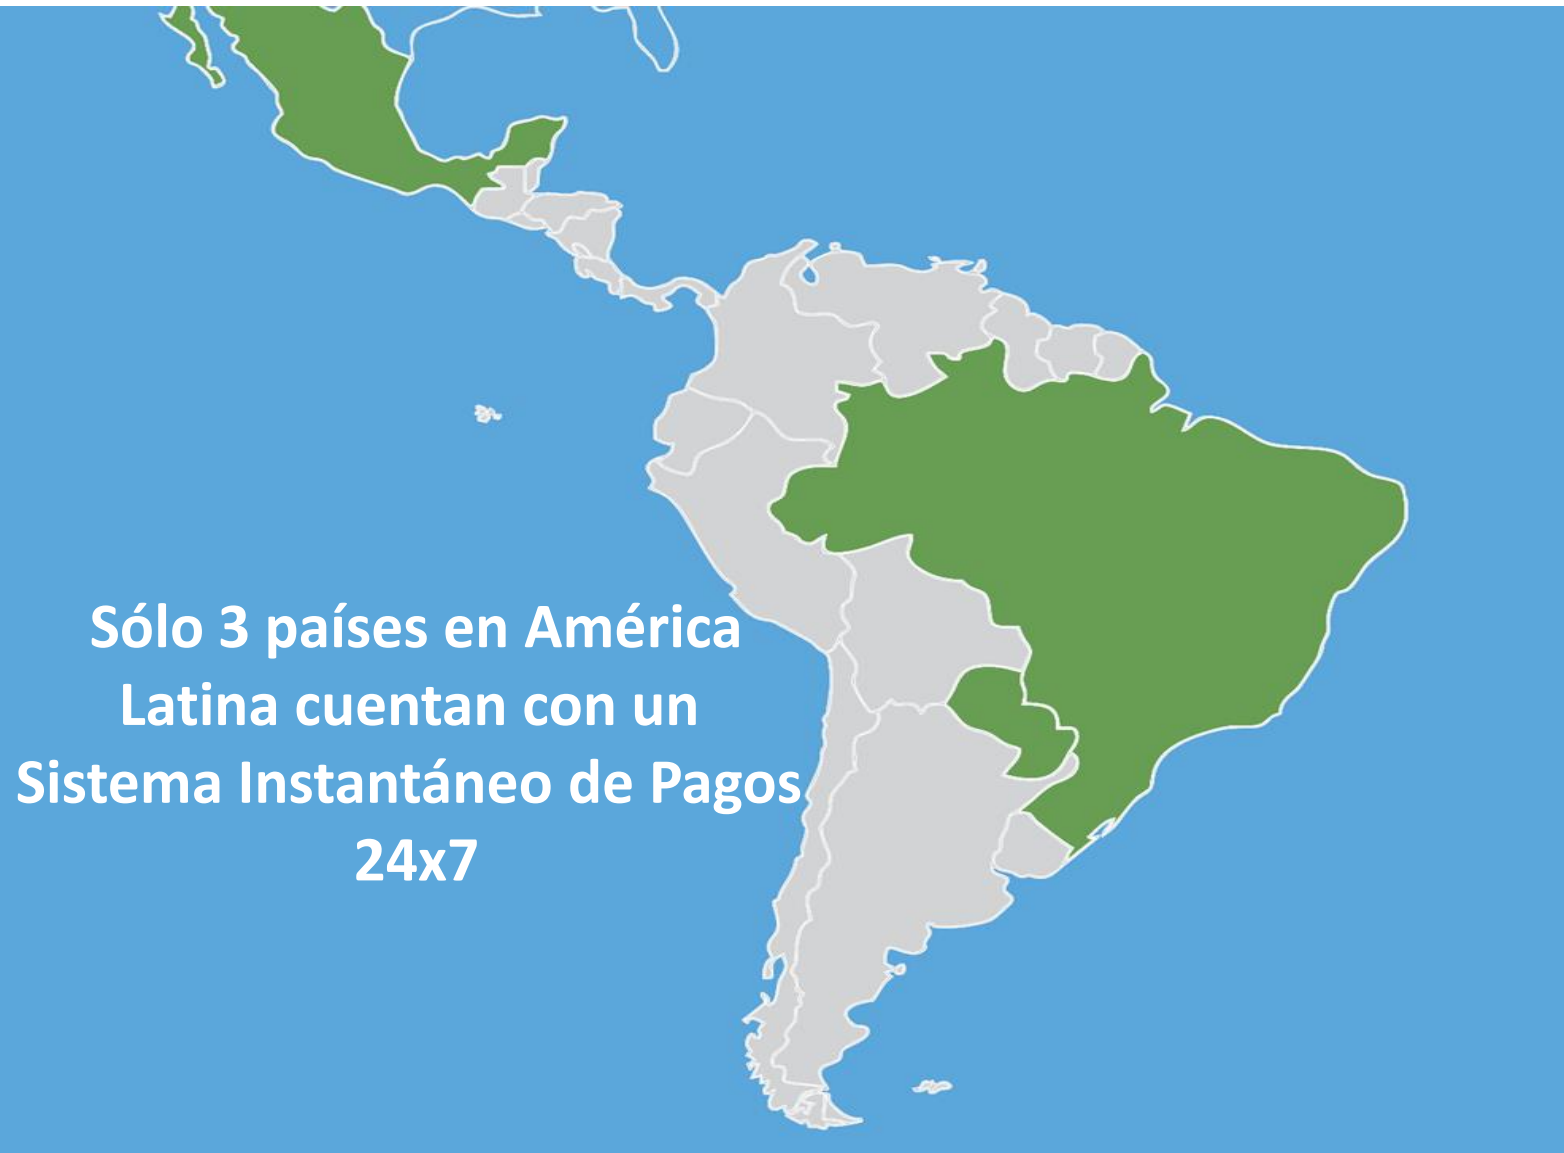 Sólo 3 países en América
Latina cuentan con un
Sistema Instantáneo de Pagos
24x7